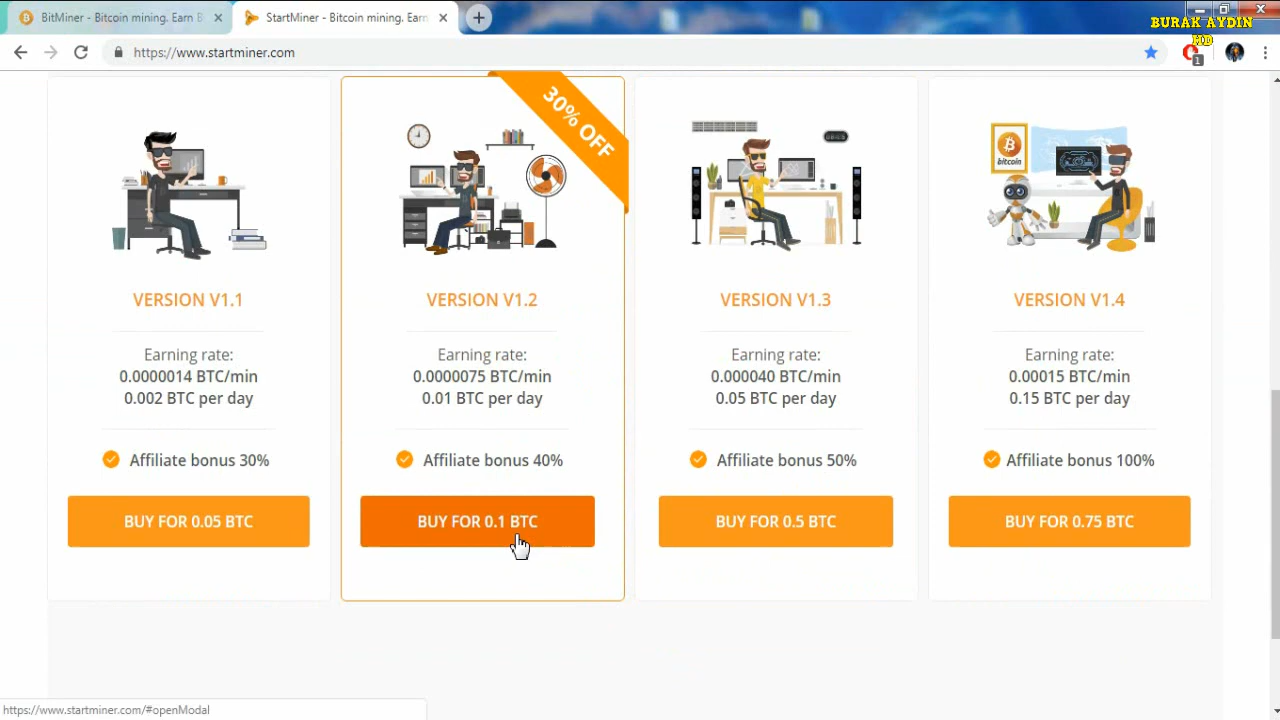 BitMiner - Bitcoin mining. Earn B
StartMiner - Bitcoin mining. Earn
BURAK AYDIN
HD
https://www.startminer.com
1
30% OFF
bitcoin
VERSION V1.1
Earning rate:
0.0000014 BTC/min
0.002 BTC per day
Affiliate bonus 30%
BUY FOR 0.05 BTC
VERSION V1.2
Earning rate:
0.0000075 BTC/min
0.01 BTC per day
Affiliate bonus 40%
BUY FOR 0.1 BTC
VERSION V1.3
Earning rate:
0.000040 BTC/min
0.05 BTC per day
Affiliate bonus 50%
BUY FOR 0.5 BTC
VERSION V1.4
Earning rate:
0.00015 BTC/min
0.15 BTC per day
Affiliate bonus 100%
BUY FOR 0.75 BTC
https://www.startminer.com/#openModal